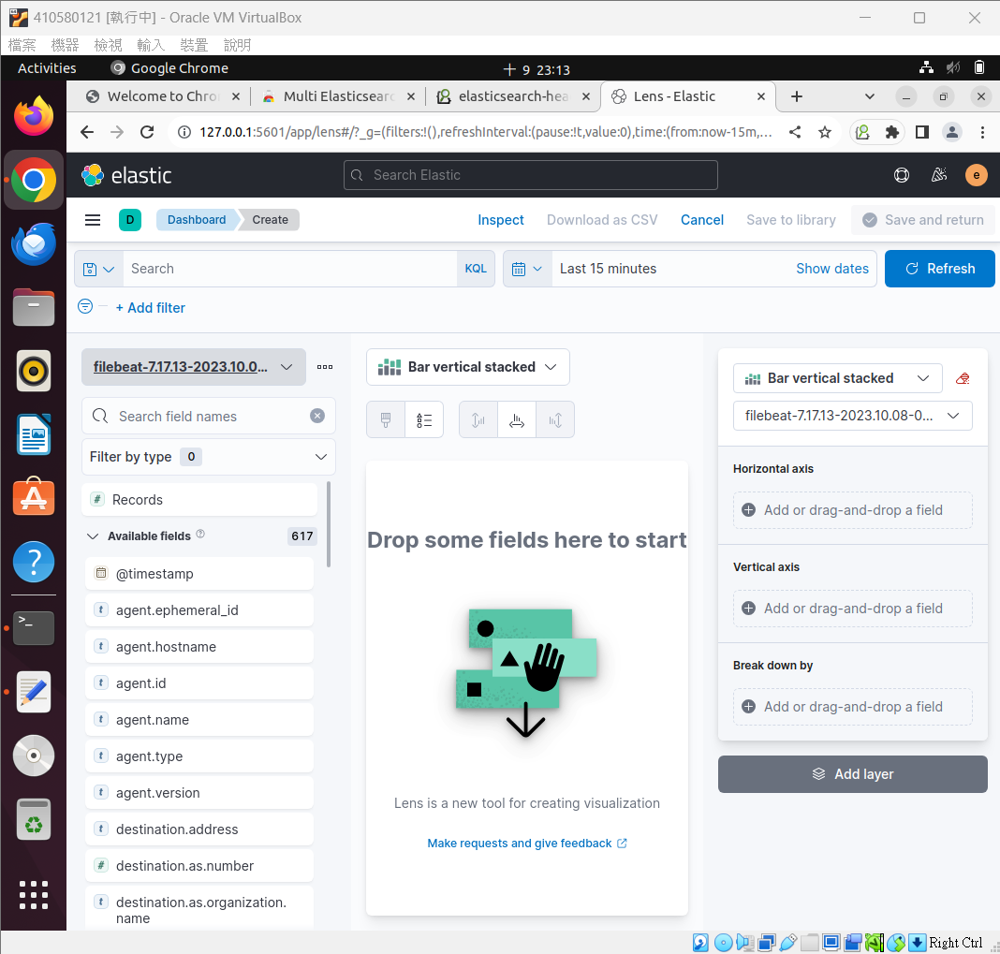 410580121 [執行中] - Oracle VM VirtualBox
檔案 機器 檢視 輸入 裝置 說明
Activities Google Chrome 9 23:13
Welcome to Chro Multi Elasticsearc elasticsearch-hea Lens - Elastic
127.0.0.1:5601/app/lens#/?_g=(filters:!(),refreshInterval:(pause:!t,value:0),time:(from:now-15m,...
elastic Search Elastic e
D Dashboard Create Inspect Download as CSV Cancel Save to library Save and return
Search KQL Last 15 minutes Show dates Refresh
+ Add filter
filebeat-7.17.13-2023.10.0...
Search field names
Filter by type 0
# Records
Available fields 617
@timestamp
t agent.ephemeral_id
t agent.hostname
t agent.id
t agent.name
t agent.type
t agent.version
t destination.address
# destination.as.number
t destination.as.organization.
name
Bar vertical stacked
Drop some fields here to start
Lens is a new tool for creating visualization
Make requests and give feedback
Bar vertical stacked
filebeat-7.17.13-2023.10.08-0...
Horizontal axis
Add or drag-and-drop a field
Vertical axis
Add or drag-and-drop a field
Break down by
Add or drag-and-drop a field
Add layer
Right Ctrl